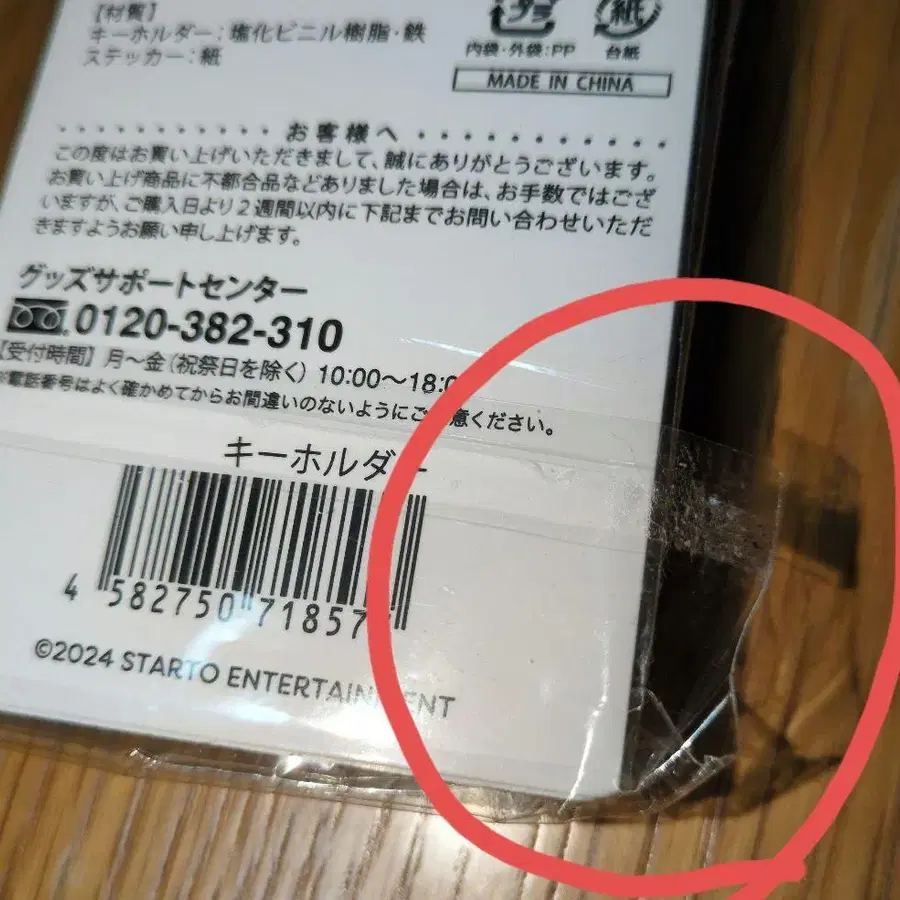 【材質】
キーホルダー：塩化ビニル樹脂・鉄
ステッカー：紙
プラ
紙
内袋・外袋：PP
台紙
MADE IN CHINA
お客様へ
この度はお買い上げいただきまして、誠にありがとうございます。
お買い上げ商品に不都合品などありました場合は、お手数ではござ
いますが、ご購入日より2週間以内に下記までお問い合わせいただ
きますようお願い申し上げます。
グッズサポートセンター
0120-382-310
【受付時間】月〜金（祝祭日を除く）10:00〜18:0
※電話番号はよく確かめてからお間違いのないようにご注意ください。
キーホルダー
4 582750 71857
©2024 STARTO ENTERTAINMENT